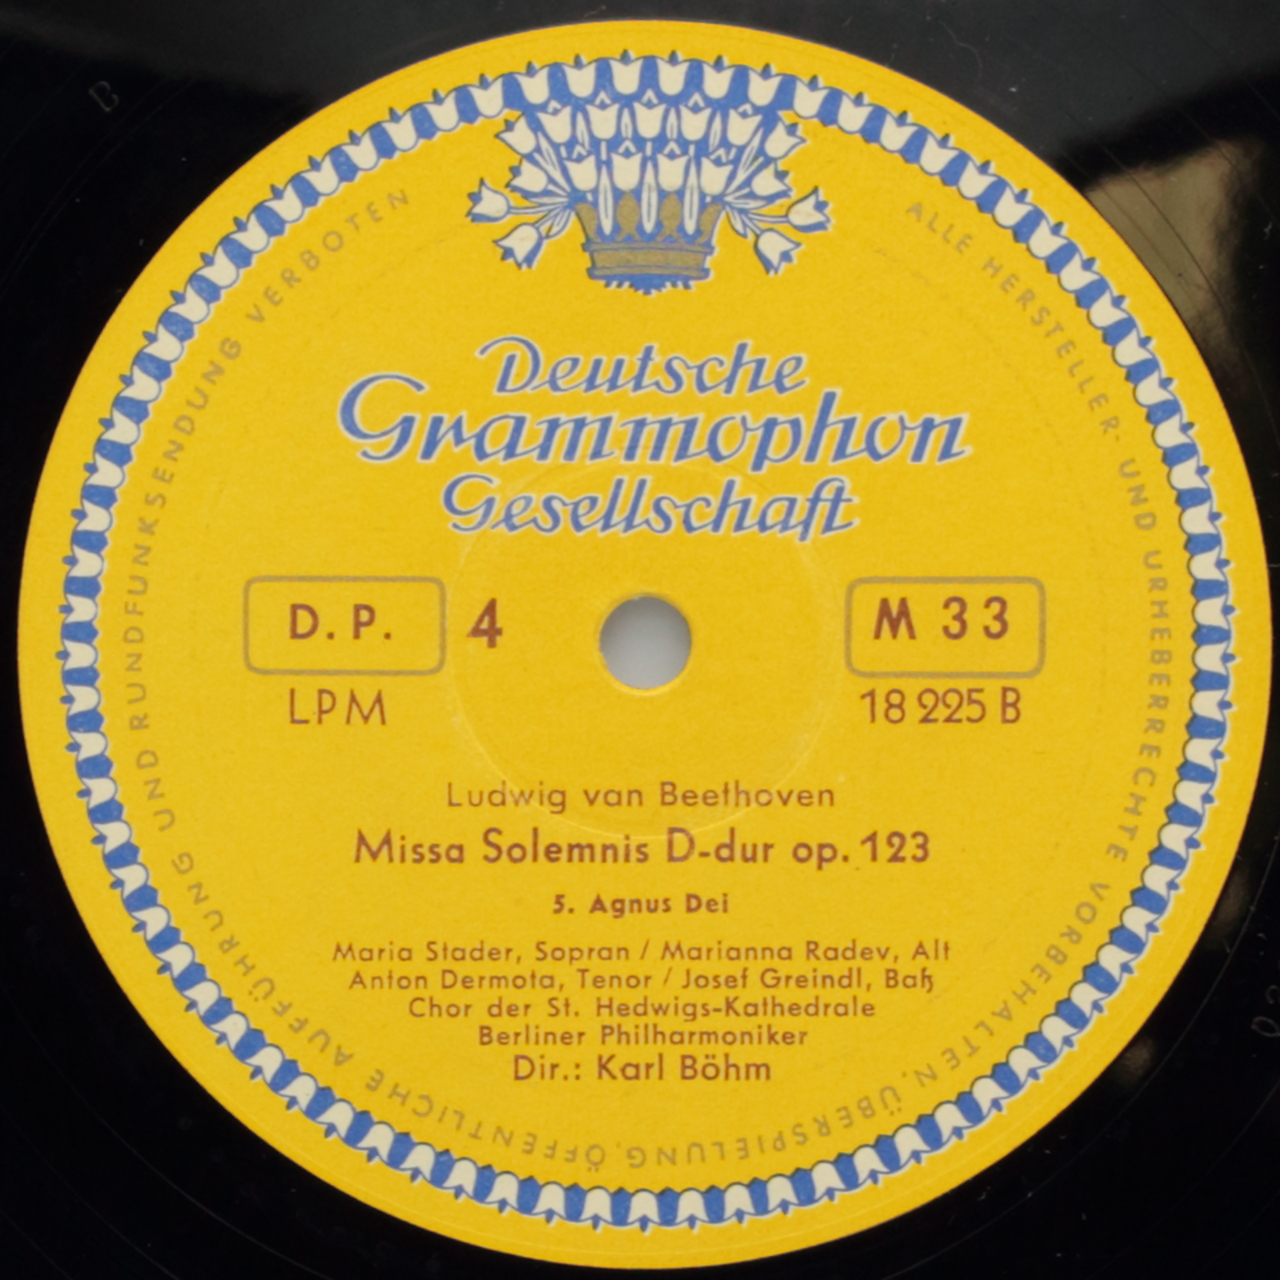 Deutsche
Grammophon
Gesellschaft
D. P. 4
M 33
LPM
18 225 B
Ludwig van Beethoven
Missa Solemnis D-dur op. 123
5. Agnus Dei
Maria Stader, Sopran / Marianna Radev, Alt
Anton Dermota, Tenor / Josef Greindl, Baß
Chor der St. Hedwigs-Kathedrale
Berliner Philharmoniker
Dir.: Karl Böhm
ALLE HERSTELLER- UND URHEBERRECHTE VORBEHALTEN. ÜBERSPIELUNG, ÖFFENTLICHE AUFFÜHRUNG UND RUNDFUNKSENDUNG VERBOTEN
B